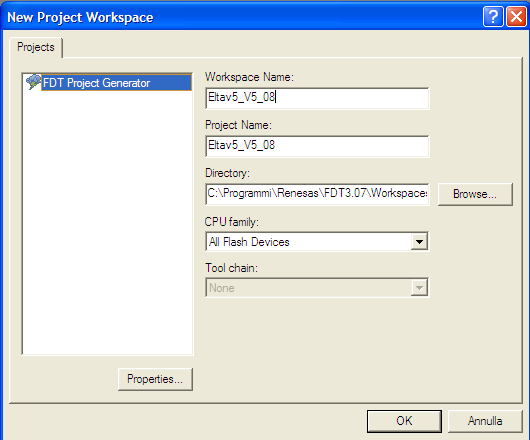 New Project Workspace
Projects
FDT Project Generator
Workspace Name:
Eltav5_V5_08
Project Name:
Eltav5_V5_08
Directory:
C:\Programmi\Renesas\FDT3.07\Workspaces
Browse...
CPU family:
All Flash Devices
Tool chain:
None
Properties...
OK
Annulla